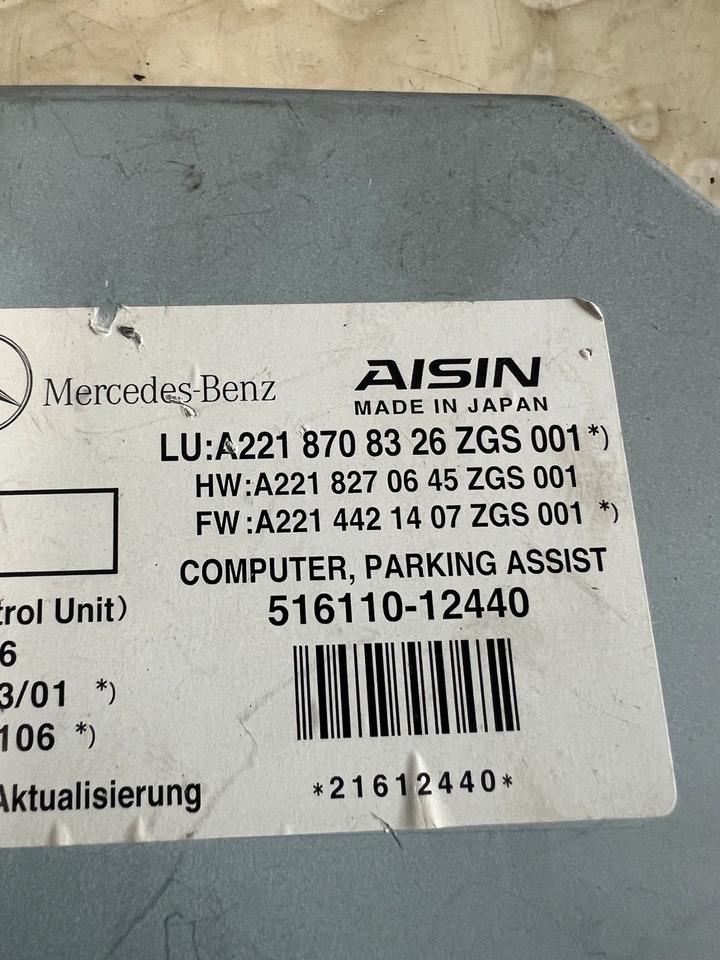 Mercedes-Benz
AISIN
MADE IN JAPAN
LU:A221 870 83 26 ZGS 001 *)
HW:A221 827 06 45 ZGS 001
FW:A221 442 14 07 ZGS 001 *)
COMPUTER, PARKING ASSIST
516110-12440
trol Unit)
6
3/01 *)
106 *)
Aktualisierung
*21612440*